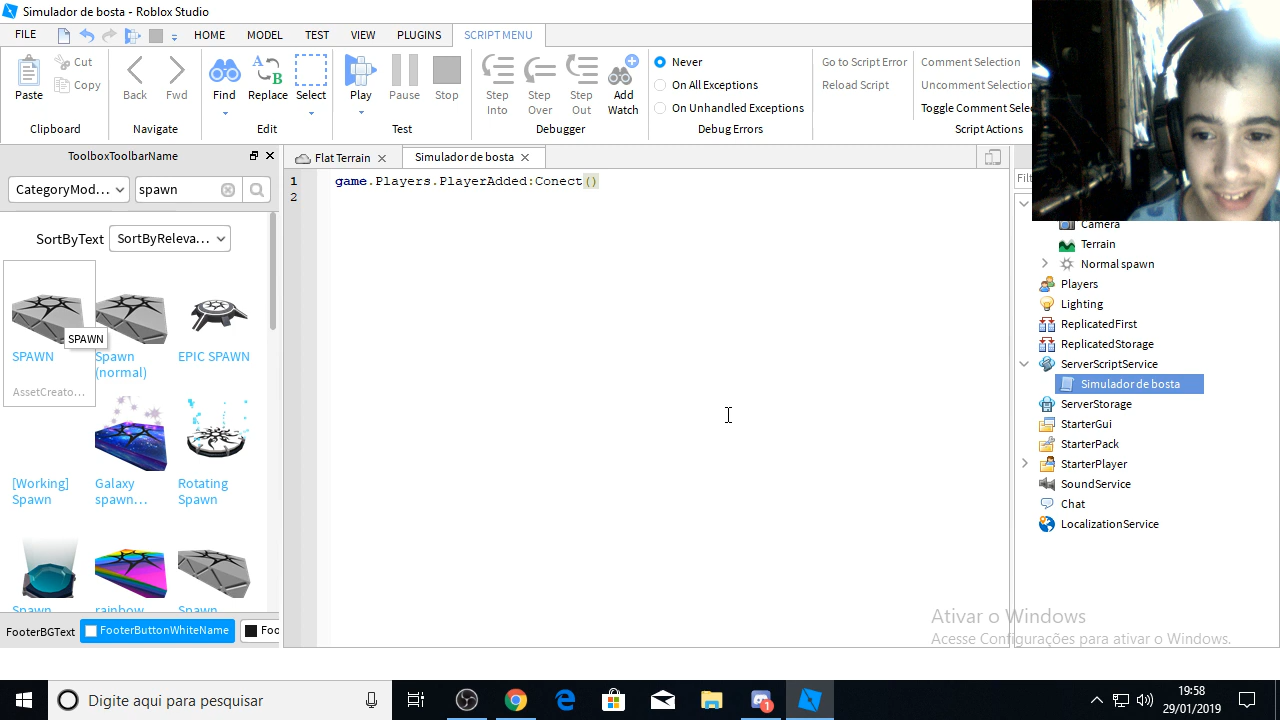 Simulador de bosta - Roblox Studio
FILE HOME MODEL TEST VIEW PLUGINS SCRIPT MENU
Paste Cut Copy Back Fwd Find Replace Select Play Pause Stop Step Into Step Over Step Out Add Watch
Never
On All Exceptions
On Unhandled Exceptions
Go to Script Error
Reload Script
Comment Selection
Uncomment Selection
Toggle Comment Selec
Clipboard Navigate Edit Test Debugger Debug Errors Script Actions
ToolboxToolbarName
CategoryMod... spawn
SortByText SortByReleva...
SPAWN
SPAWN
AssetCreato...
Spawn (normal)
EPIC SPAWN
[Working] Spawn
Galaxy spawn...
Rotating Spawn
Spawn rainbow Spawn
FooterBGText FooterButtonWhiteName Foo
Flat Terrain Simulador de bosta
1 game.Players.PlayerAdded:Conect()
2
Filt
Camera
Terrain
Normal spawn
Players
Lighting
ReplicatedFirst
ReplicatedStorage
ServerScriptService
Simulador de bosta
ServerStorage
StarterGui
StarterPack
StarterPlayer
SoundService
Chat
LocalizationService
Ativar o Windows
Acesse Configurações para ativar o Windows.
Digite aqui para pesquisar
1
19:58
29/01/2019